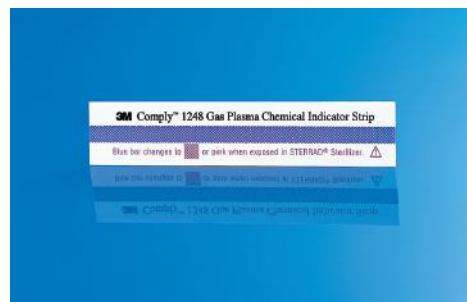 3M Comply™ 1248 Gas Plasma Chemical Indicator Strip
Blue bar changes to or pink when exposed in STERRAD® Sterilizer.